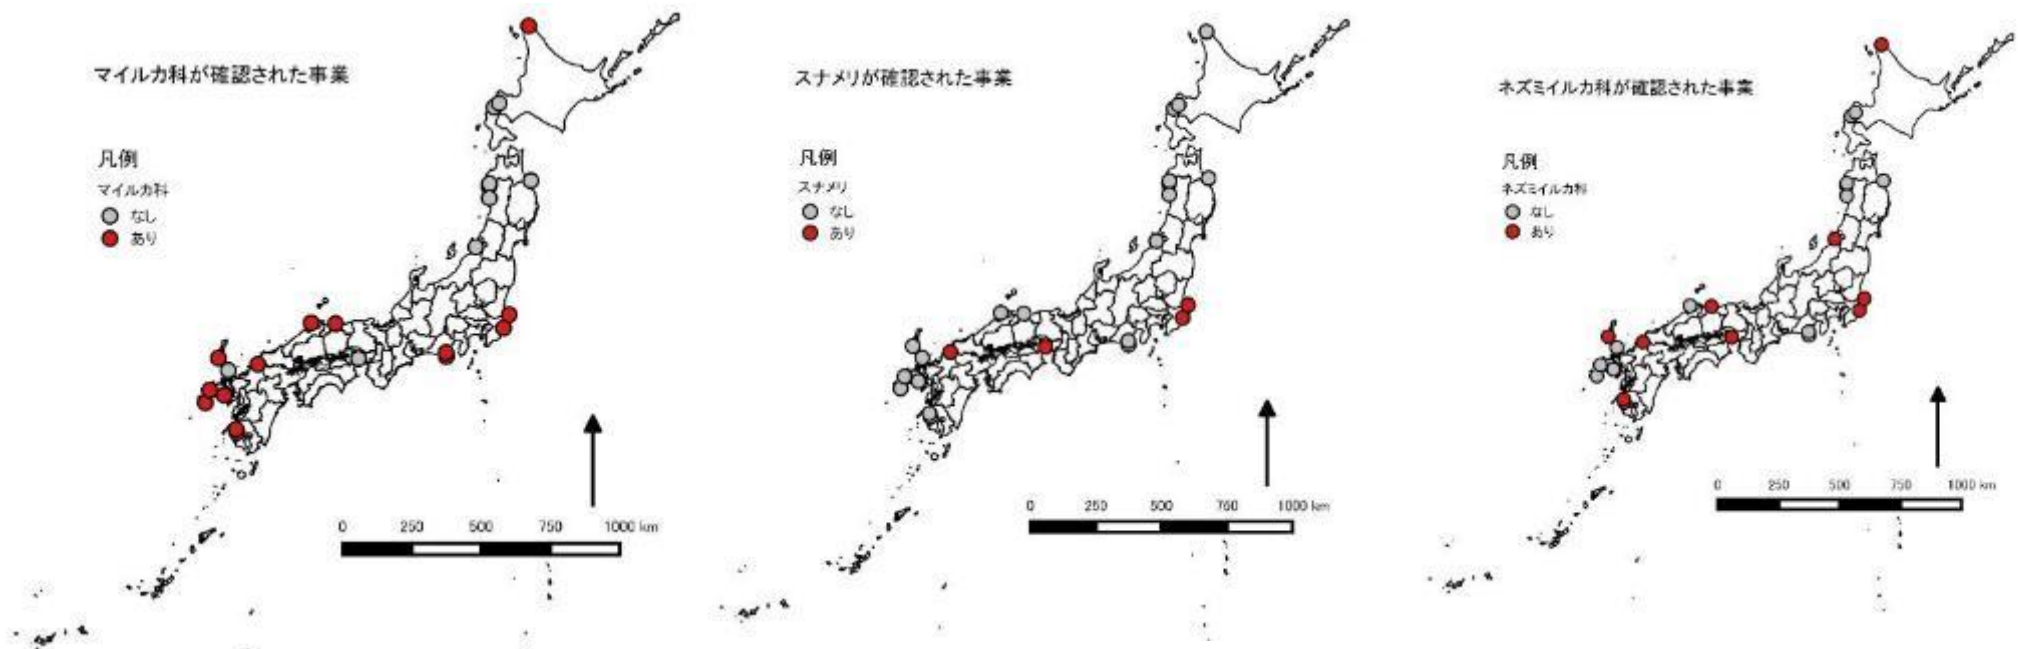 マイルカ科が確認された事業
凡例
マイルカ科
なし
あり
0 250 500 750 1000 km
スナメリが確認された事業
凡例
スナメリ
なし
あり
0 250 500 750 1000 km
ネズミイルカ科が確認された事業
凡例
ネズミイルカ科
なし
あり
0 250 500 750 1000 km